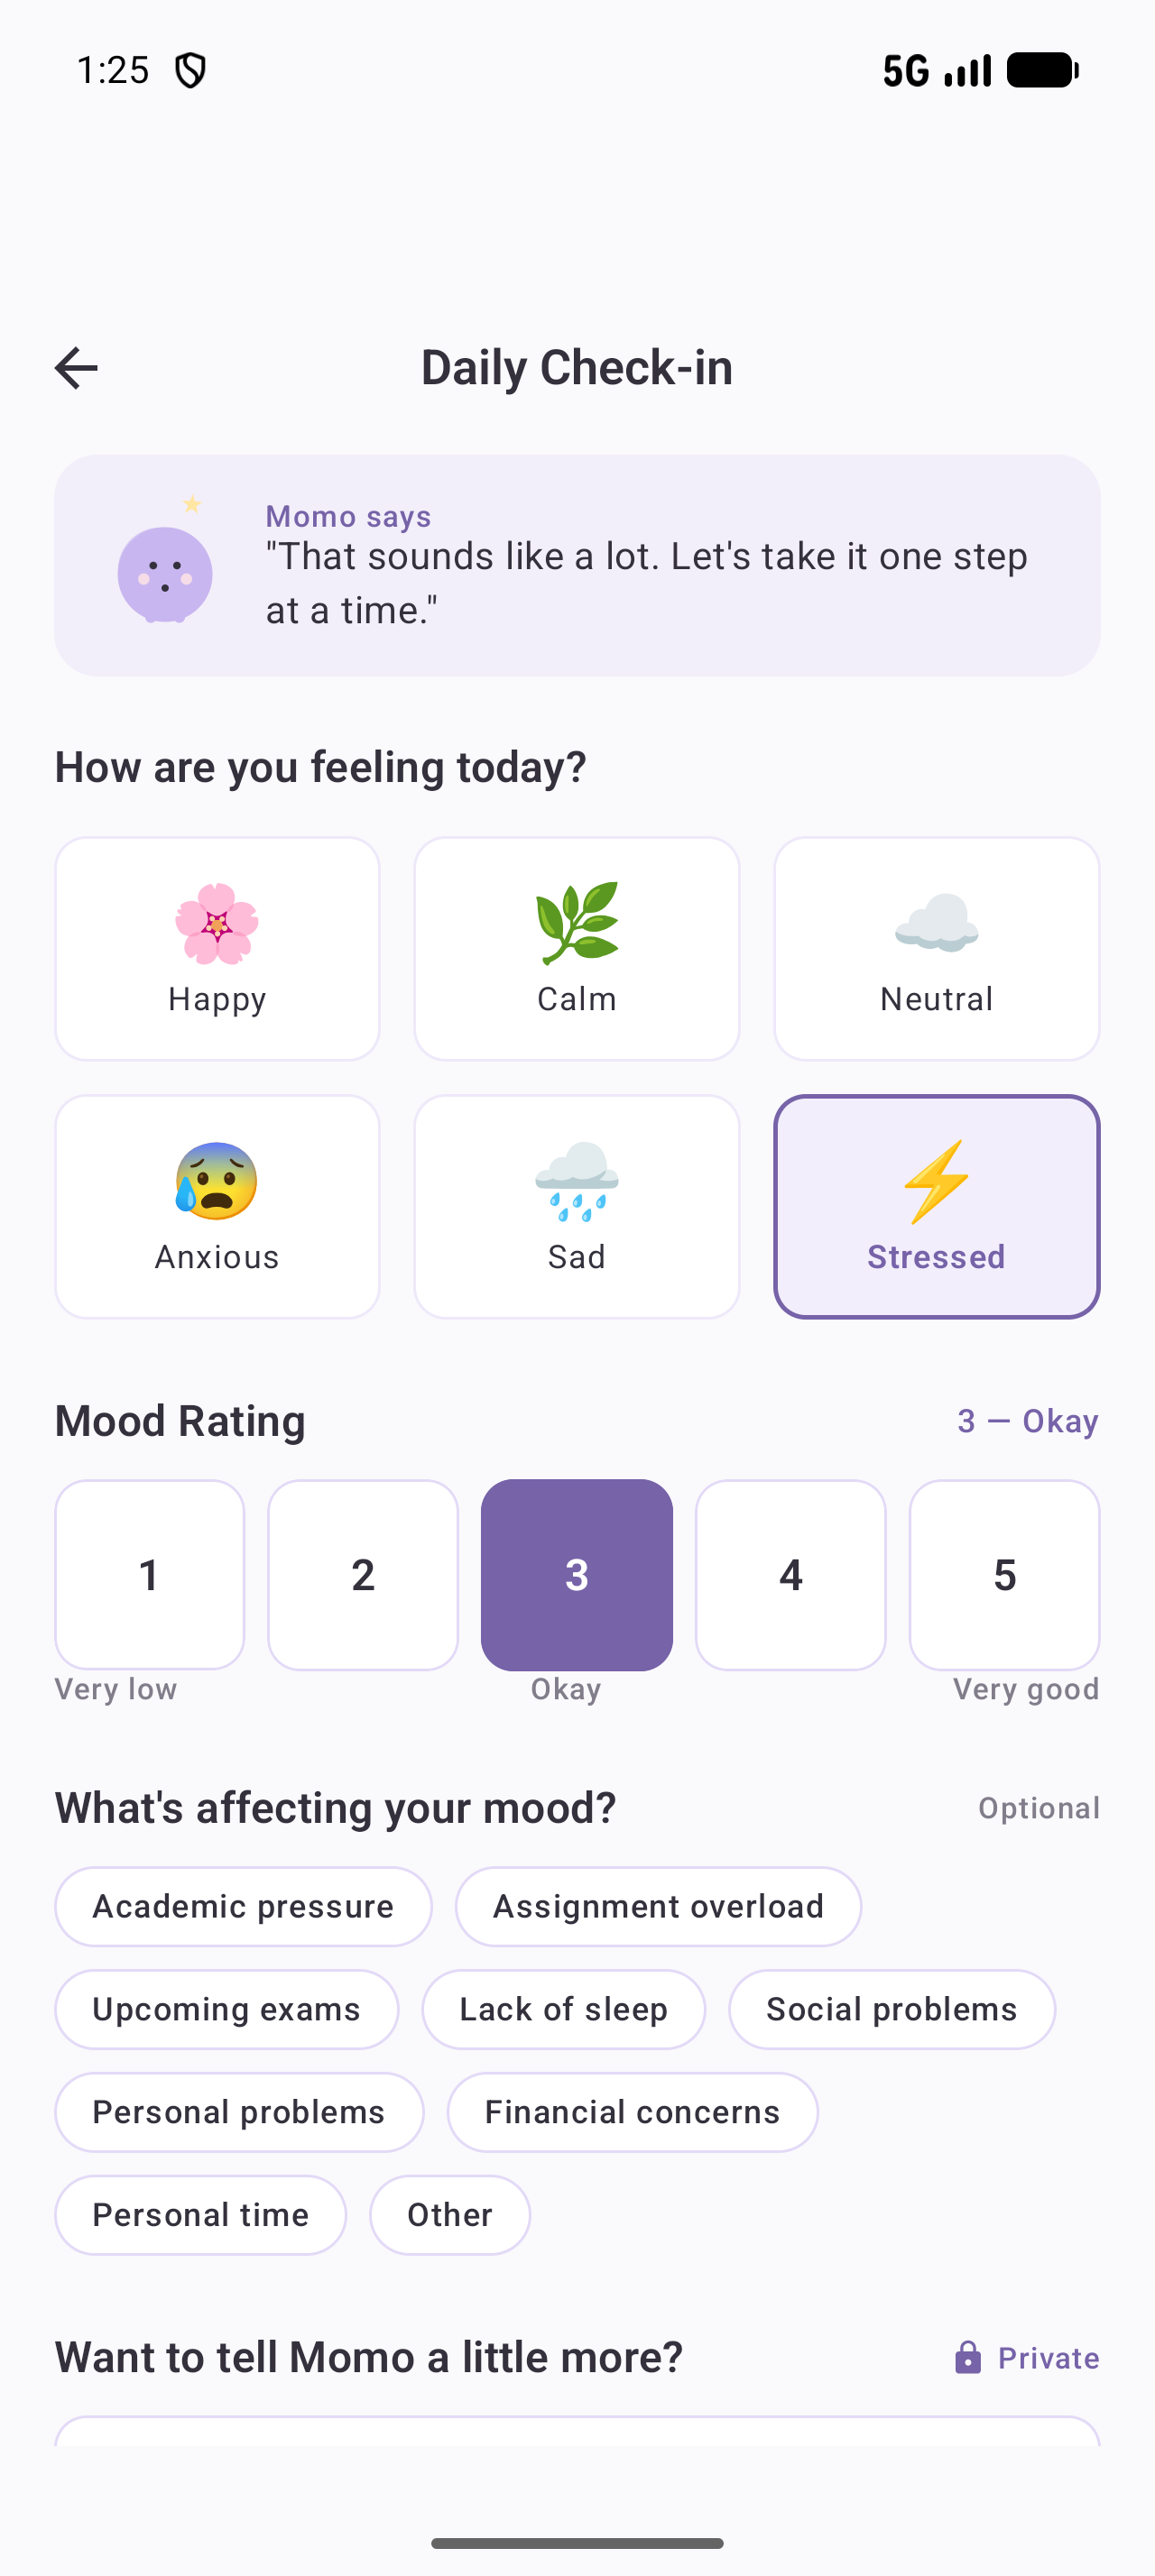 1:25
5G
Daily Check-in
Momo says
"That sounds like a lot. Let's take it one step
at a time."
How are you feeling today?
Happy
Calm
Neutral
Anxious
Sad
Stressed
Mood Rating
3 — Okay
1
2
3
4
5
Very low
Okay
Very good
What's affecting your mood?
Optional
Academic pressure
Assignment overload
Upcoming exams
Lack of sleep
Social problems
Personal problems
Financial concerns
Personal time
Other
Want to tell Momo a little more?
Private